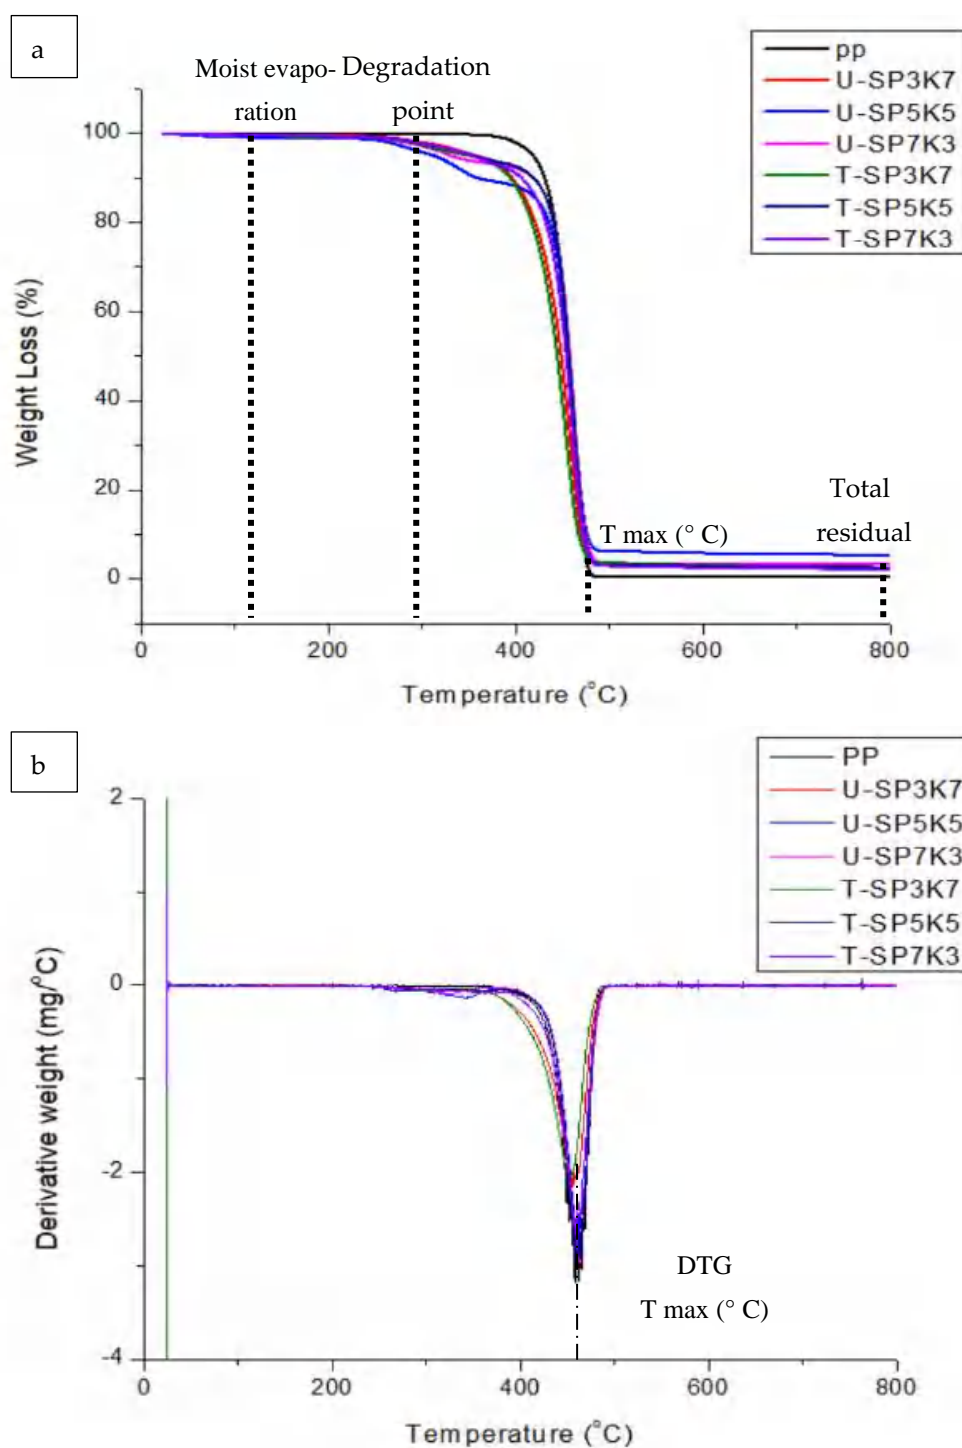 a
pp
U-SP3K7
U-SP5K5
U-SP7K3
T-SP3K7
T-SP5K5
T-SP7K3
Moist evapo- Degradation
ration point
100
80
60
40
20
0
Weight Loss (%)
T max (° C)
Total
residual
0 200 400 600 800
Temperature (°C)
b
PP
U-SP3K7
U-SP5K5
U-SP7K3
T-SP3K7
T-SP5K5
T-SP7K3
2
0
-2
-4
Derivative weight (mg/°C)
DTG
T max (° C)
0 200 400 600 800
Temperature (°C)